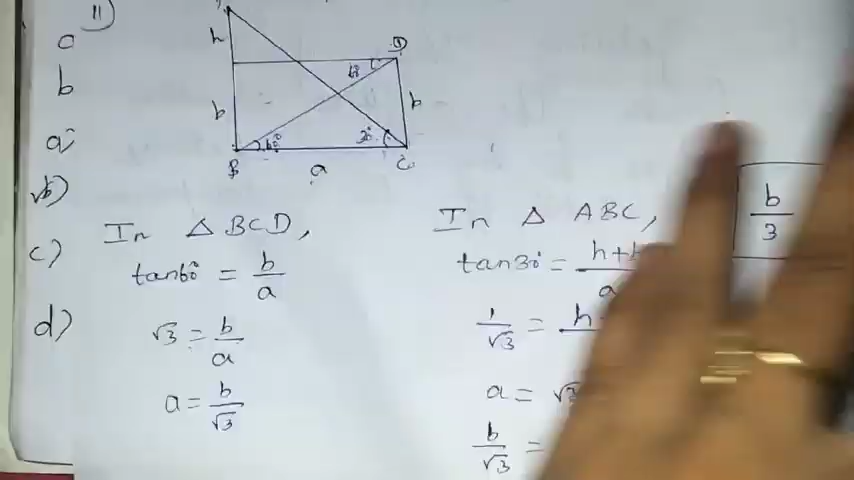 11)
a
b
h
D
60°
b
b
a)
60°
30°
B
a
C
b)
In △ BCD,
In △ ABC,
b/3
c)
tan60° = b/a
tan30° =
d)
√3 = b/a
1/√3 =
a = b/√3
a =
b/√3 =